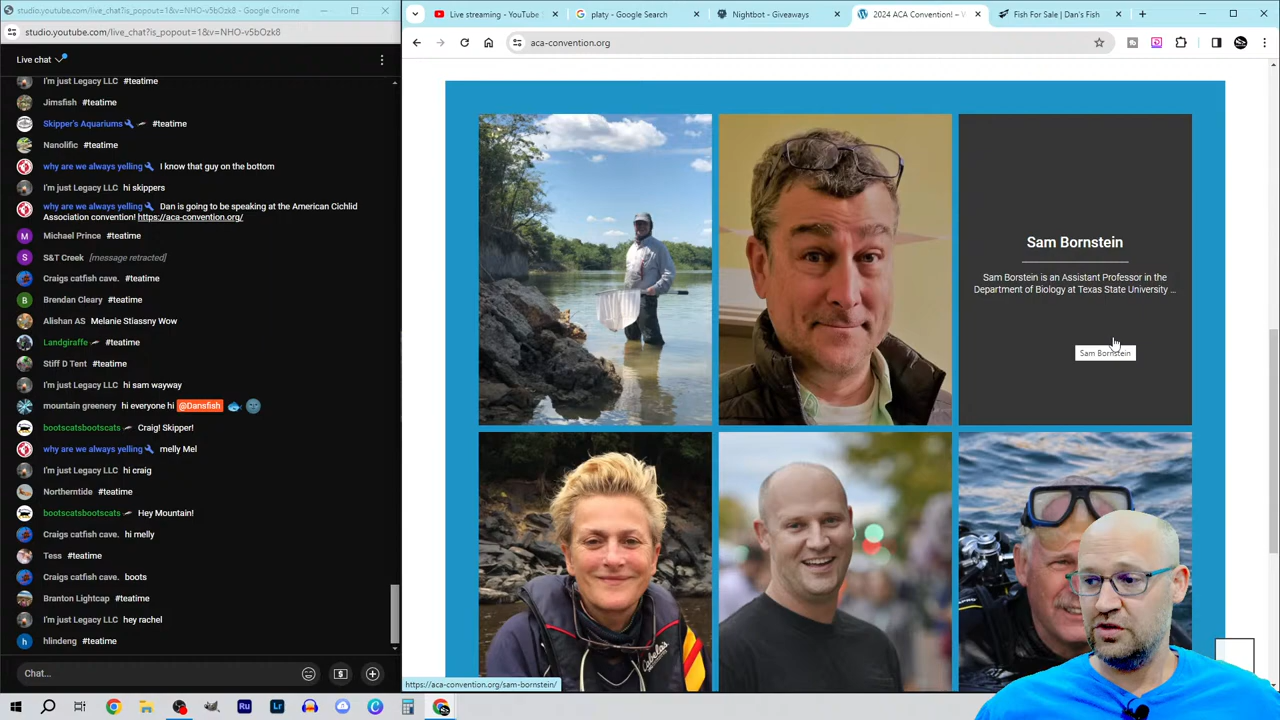 studio.youtube.com/live_chat?is_popout=1&v=NHO-v5bOzk8 - Google Chrome
studio.youtube.com/live_chat?is_popout=1&v=NHO-v5bOzk8
Live chat
I'm just Legacy LLC #teatime
Jimsfish #teatime
Skipper's Aquariums #teatime
Nanolific #teatime
why are we always yelling I know that guy on the bottom
I'm just Legacy LLC hi skippers
why are we always yelling Dan is going to be speaking at the American Cichlid
Association convention! https://aca-convention.org/
M Michael Prince #teatime
S S&T Creek [message retracted]
Craigs catfish cave. #teatime
B Brendan Cleary #teatime
Alishan AS Melanie Stiassny Wow
Landgiraffe #teatime
Stiff D Tent #teatime
I'm just Legacy LLC hi sam wayway
mountain greenery hi everyone hi @Dansfish
bootscatsbootscats Craig! Skipper!
why are we always yelling melly Mel
I'm just Legacy LLC hi craig
Northerntide #teatime
bootscatsbootscats Hey Mountain!
Craigs catfish cave. hi melly
Tess #teatime
Craigs catfish cave. boots
Branton Lightcap #teatime
I'm just Legacy LLC hey rachel
h hlindeng #teatime
Chat...
Live streaming - YouTube S
platy - Google Search
Nightbot - Giveaways
2024 ACA Convention! – W
Fish For Sale | Dan's Fish
aca-convention.org
Sam Bornstein
Sam Borstein is an Assistant Professor in the
Department of Biology at Texas State University ...
Sam Bornstein
Cabela's
https://aca-convention.org/sam-bornstein/
Ru
Lr